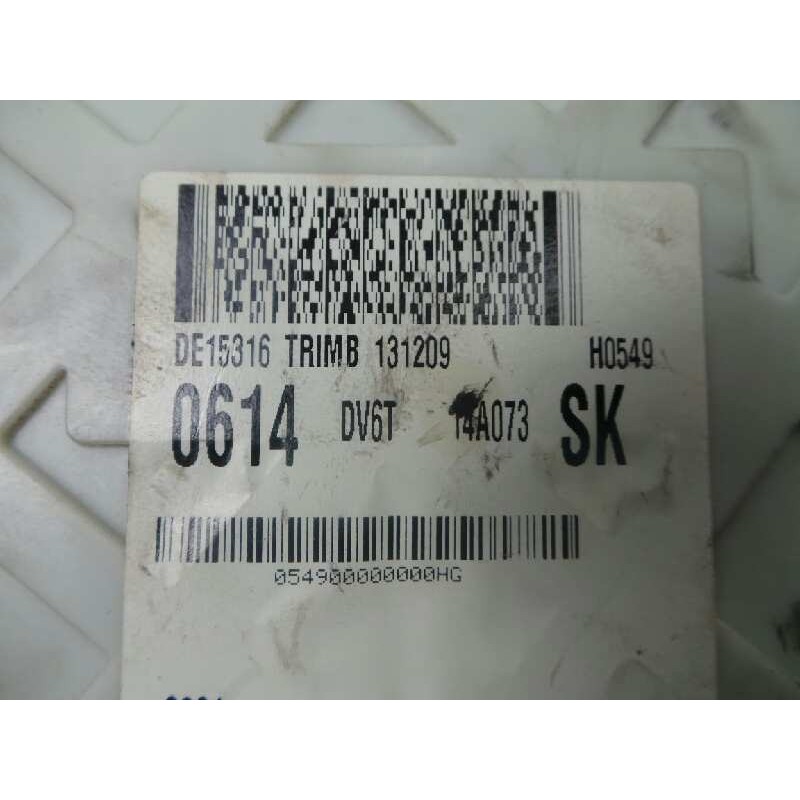 DE15316 TRIMB 131209 H0549
0614 DV6T 14A073 SK
054900000000HG